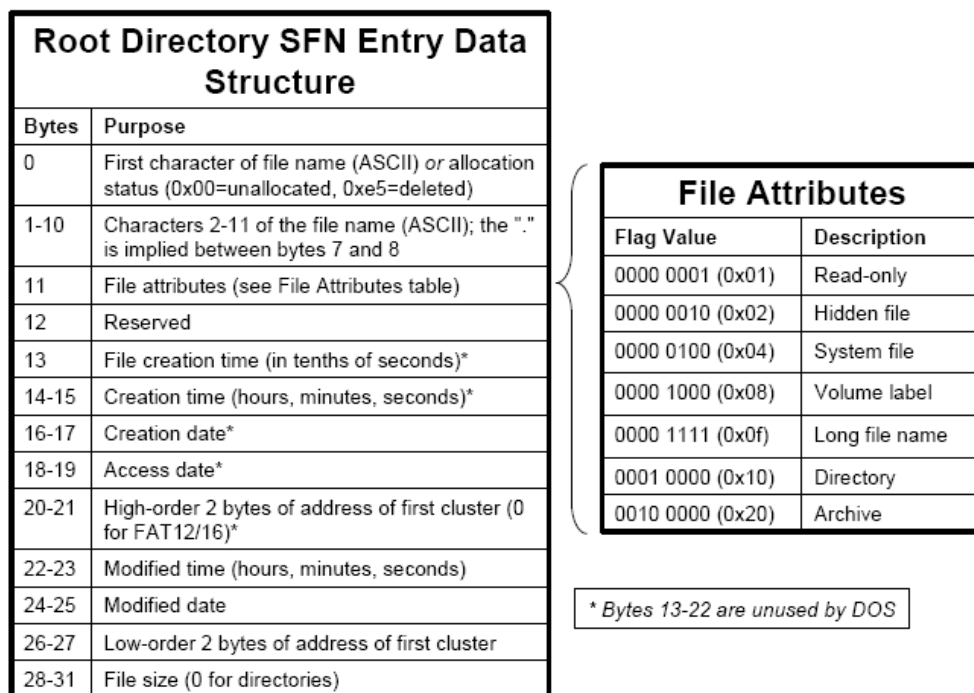 Root Directory SFN Entry Data
Structure
Bytes Purpose
0 First character of file name (ASCII) or allocation
status (0x00=unallocated, 0xe5=deleted)
1-10 Characters 2-11 of the file name (ASCII); the "."
is implied between bytes 7 and 8
11 File attributes (see File Attributes table)
12 Reserved
13 File creation time (in tenths of seconds)*
14-15 Creation time (hours, minutes, seconds)*
16-17 Creation date*
18-19 Access date*
20-21 High-order 2 bytes of address of first cluster (0
for FAT12/16)*
22-23 Modified time (hours, minutes, seconds)
24-25 Modified date
26-27 Low-order 2 bytes of address of first cluster
28-31 File size (0 for directories)
File Attributes
Flag Value Description
0000 0001 (0x01) Read-only
0000 0010 (0x02) Hidden file
0000 0100 (0x04) System file
0000 1000 (0x08) Volume label
0000 1111 (0x0f) Long file name
0001 0000 (0x10) Directory
0010 0000 (0x20) Archive
* Bytes 13-22 are unused by DOS